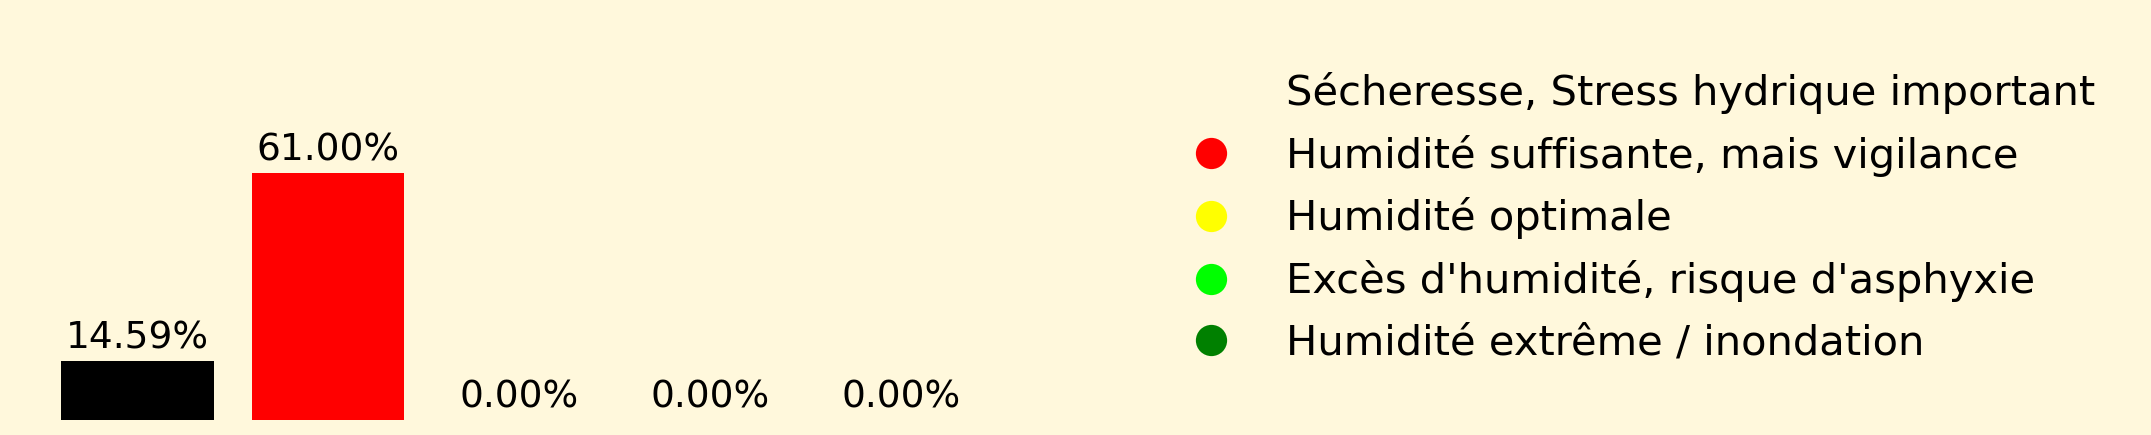 61.00%
14.59%
0.00%
0.00%
0.00%
Sécheresse, Stress hydrique important
Humidité suffisante, mais vigilance
Humidité optimale
Excès d'humidité, risque d'asphyxie
Humidité extrême / inondation